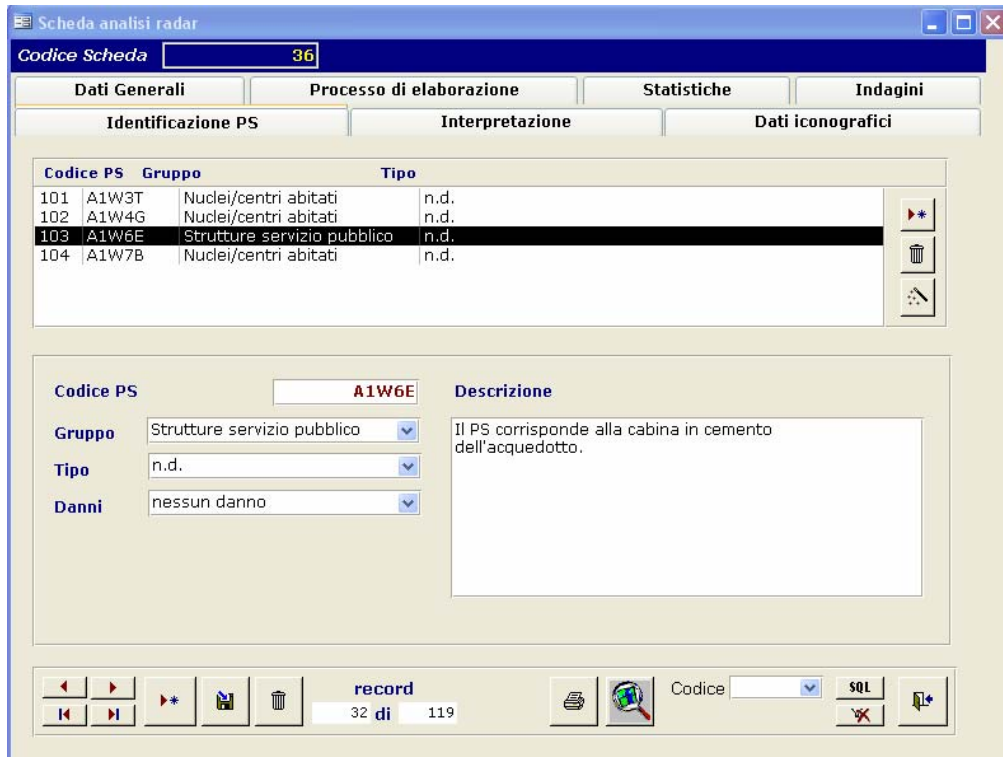 Scheda analisi radar
Codice Scheda 36
Dati Generali Processo di elaborazione Statistiche Indagini
Identificazione PS Interpretazione Dati iconografici
Codice PS Gruppo Tipo
101 A1W3T Nuclei/centri abitati n.d.
102 A1W4G Nuclei/centri abitati n.d.
103 A1W6E Strutture servizio pubblico n.d.
104 A1W7B Nuclei/centri abitati n.d.
Codice PS A1W6E
Gruppo Strutture servizio pubblico
Tipo n.d.
Danni nessun danno
Descrizione
Il PS corrisponde alla cabina in cemento
dell'acquedotto.
record
32 di 119
Codice
SQL